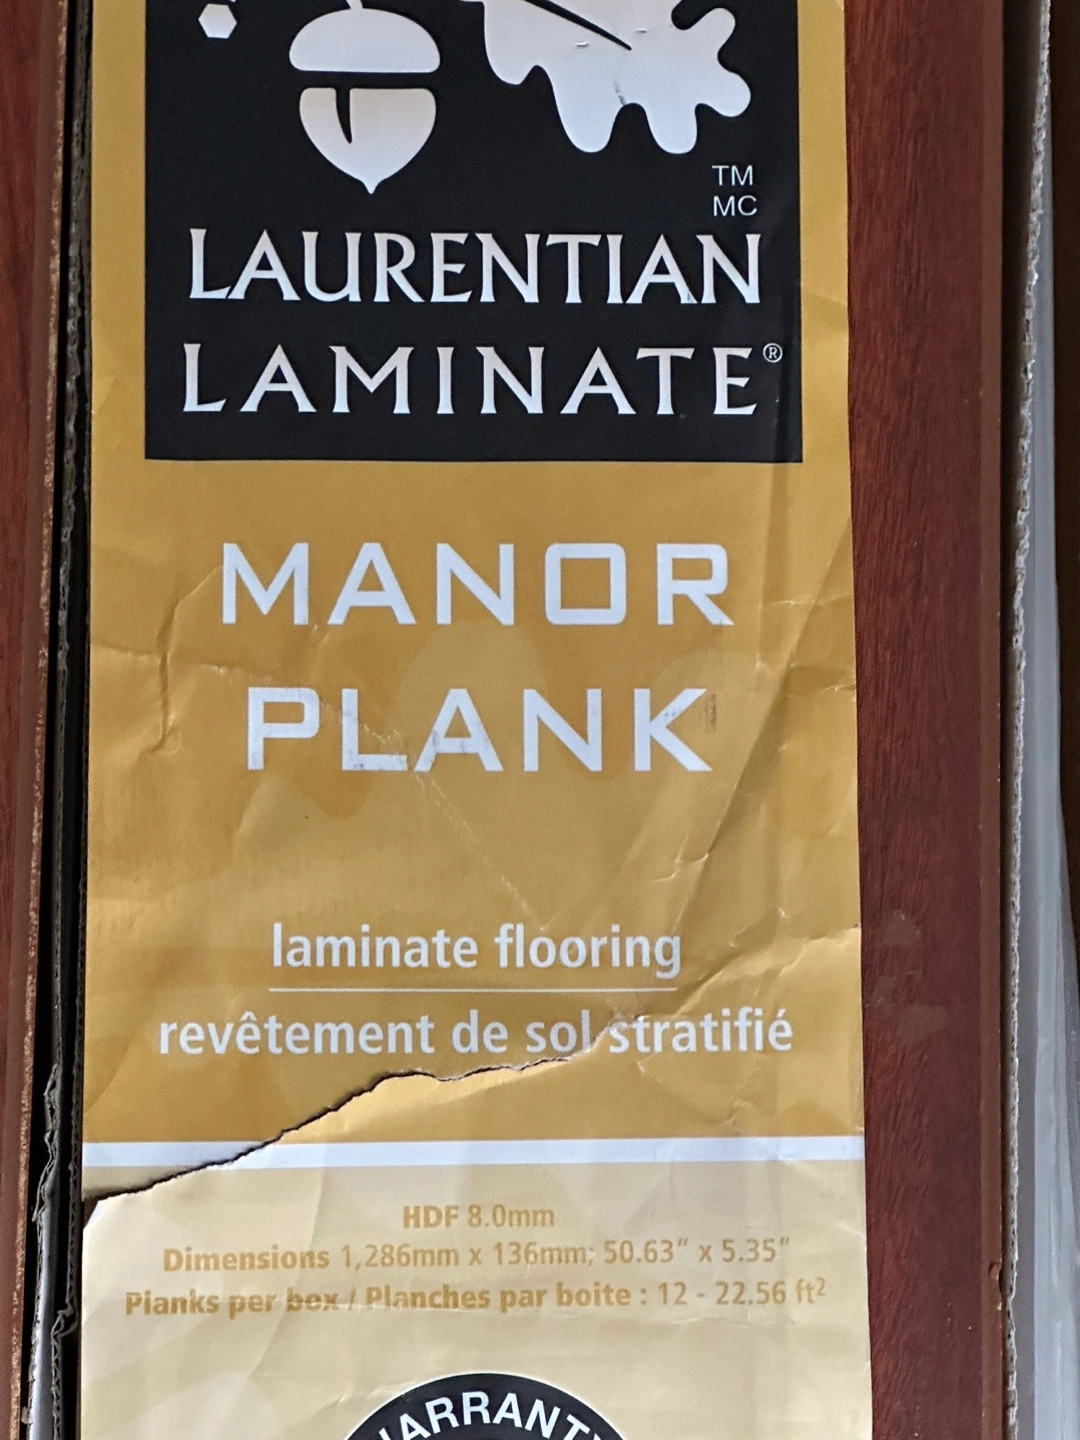 TM
MC
LAURENTIAN
LAMINATE®
MANOR
PLANK
laminate flooring
revêtement de sol stratifié
HDF 8.0mm
Dimensions 1,286mm x 136mm; 50.63" x 5.35"
Planks per box / Planches par boite : 12 - 22.56 ft²